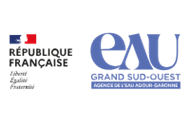 RÉPUBLIQUE
FRANÇAISE
Liberté
Égalité
Fraternité
eau
GRAND SUD-OUEST
AGENCE DE L'EAU ADOUR-GARONNE